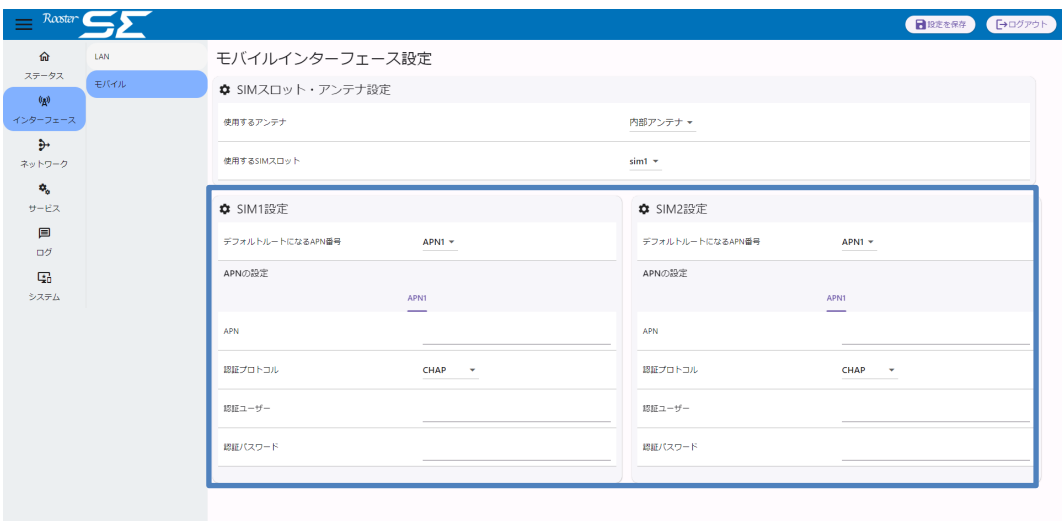 Rooster SE
設定を保存
ログアウト
ステータス
インターフェース
ネットワーク
サービス
ログ
システム
LAN
モバイル
モバイルインターフェース設定
SIMスロット・アンテナ設定
使用するアンテナ 内部アンテナ
使用するSIMスロット sim1
SIM1設定
デフォルトルートになるAPN番号 APN1
APNの設定
APN1
APN
認証プロトコル CHAP
認証ユーザー
認証パスワード
SIM2設定
デフォルトルートになるAPN番号 APN1
APNの設定
APN1
APN
認証プロトコル CHAP
認証ユーザー
認証パスワード